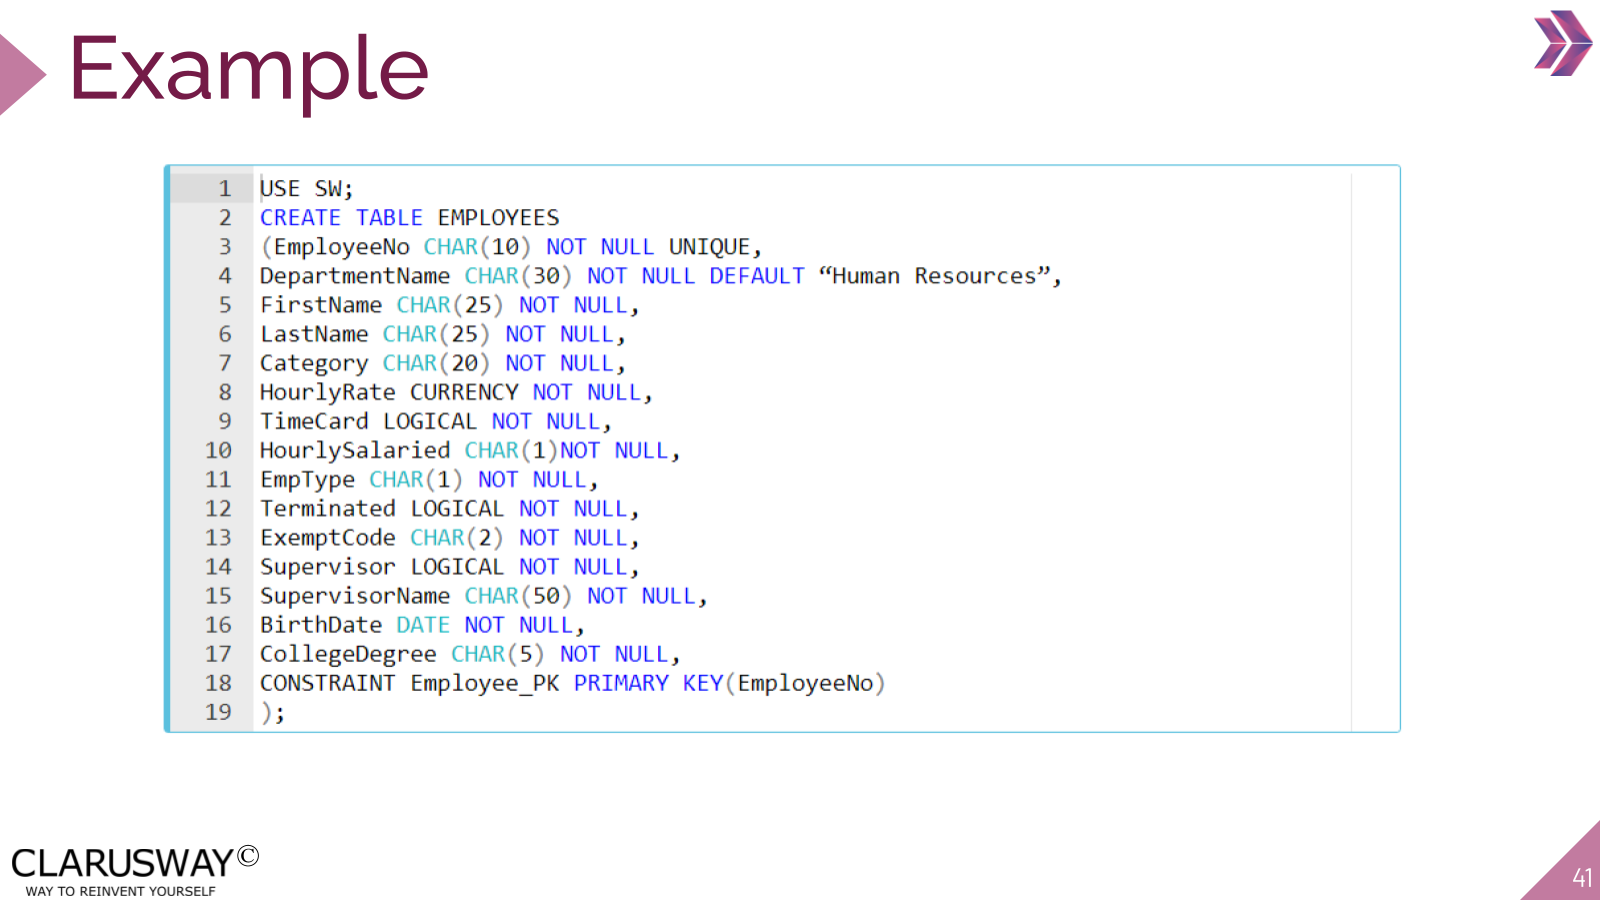 Example
1 USE SW;
2 CREATE TABLE EMPLOYEES
3 (EmployeeNo CHAR(10) NOT NULL UNIQUE,
4 DepartmentName CHAR(30) NOT NULL DEFAULT “Human Resources”,
5 FirstName CHAR(25) NOT NULL,
6 LastName CHAR(25) NOT NULL,
7 Category CHAR(20) NOT NULL,
8 HourlyRate CURRENCY NOT NULL,
9 TimeCard LOGICAL NOT NULL,
10 HourlySalaried CHAR(1)NOT NULL,
11 EmpType CHAR(1) NOT NULL,
12 Terminated LOGICAL NOT NULL,
13 ExemptCode CHAR(2) NOT NULL,
14 Supervisor LOGICAL NOT NULL,
15 SupervisorName CHAR(50) NOT NULL,
16 BirthDate DATE NOT NULL,
17 CollegeDegree CHAR(5) NOT NULL,
18 CONSTRAINT Employee_PK PRIMARY KEY(EmployeeNo)
19 );
CLARUSWAY©
WAY TO REINVENT YOURSELF
41